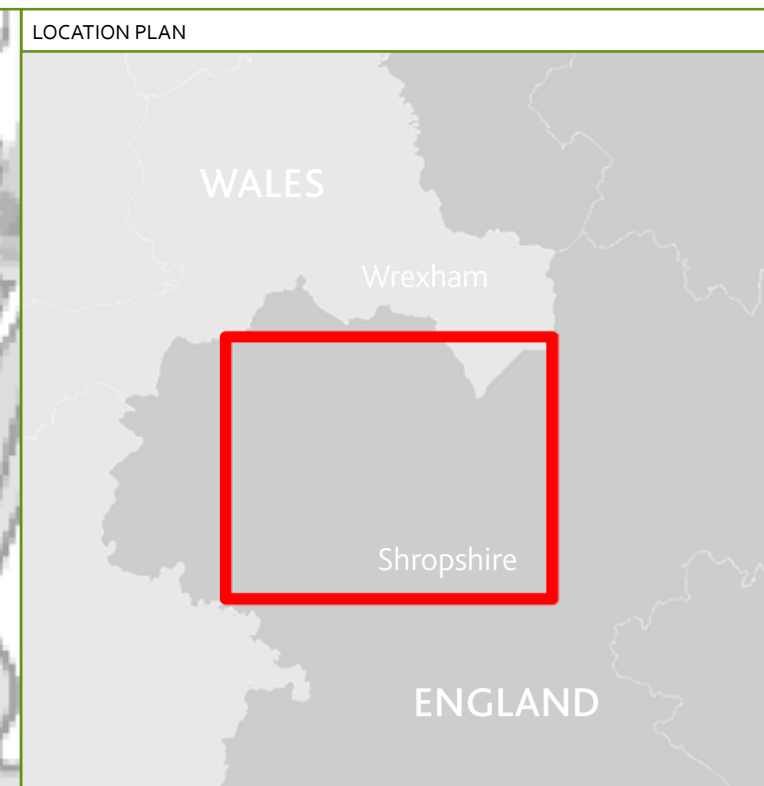 LOCATION PLAN
WALES
Wrexham
Shropshire
ENGLAND